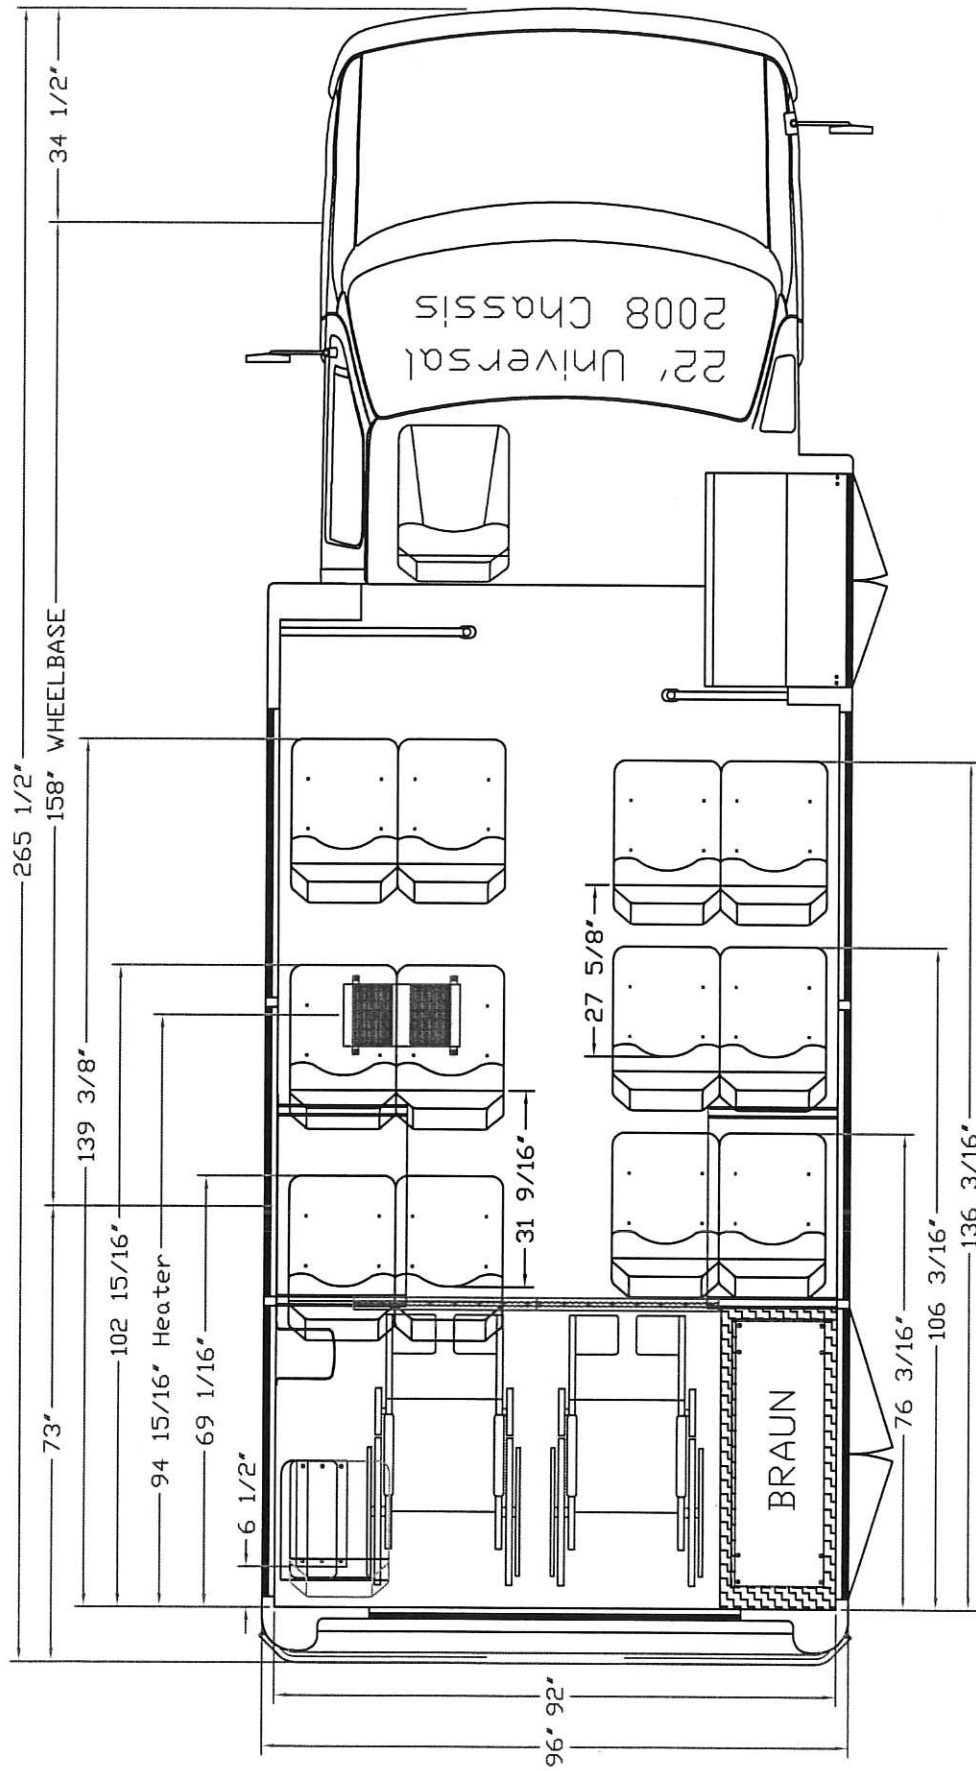 265 1/2"
34 1/2"
158" WHEELBASE
73"
139 3/8"
102 15/16"
94 15/16" Heater
69 1/16"
6 1/2"
22' Universal
2008 Chassis
27 5/8"
31 9/16"
BRAUN
76 3/16"
106 3/16"
136 3/16"
92"
96"